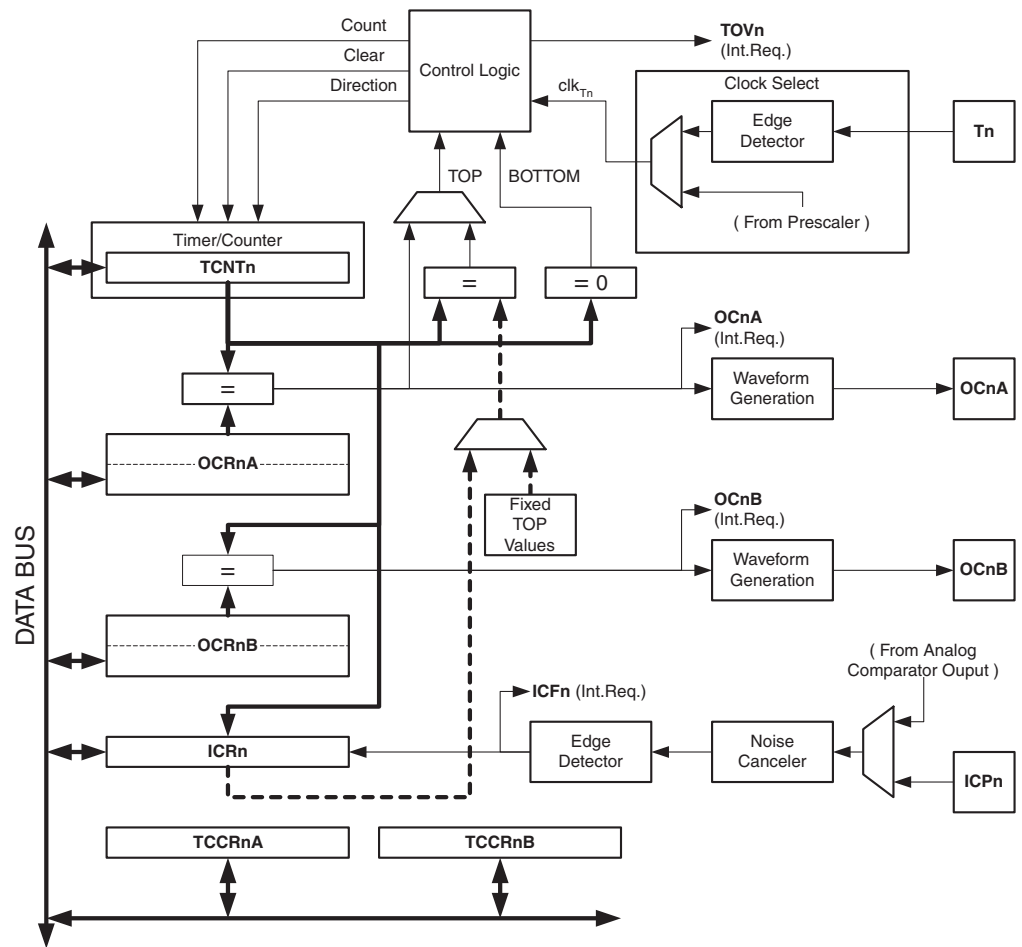 Count
Clear
Direction
Control Logic
TOVn
(Int.Req.)
clkTn
TOP
BOTTOM
Clock Select
Edge
Detector
( From Prescaler )
Tn
Timer/Counter
TCNTn
=
= 0
OCnA
(Int.Req.)
=
Waveform
Generation
OCnA
OCRnA
Fixed
TOP
Values
OCnB
(Int.Req.)
=
Waveform
Generation
OCnB
OCRnB
DATA BUS
( From Analog
Comparator Ouput )
ICFn (Int.Req.)
ICRn
Edge
Detector
Noise
Canceler
ICPn
TCCRnA
TCCRnB